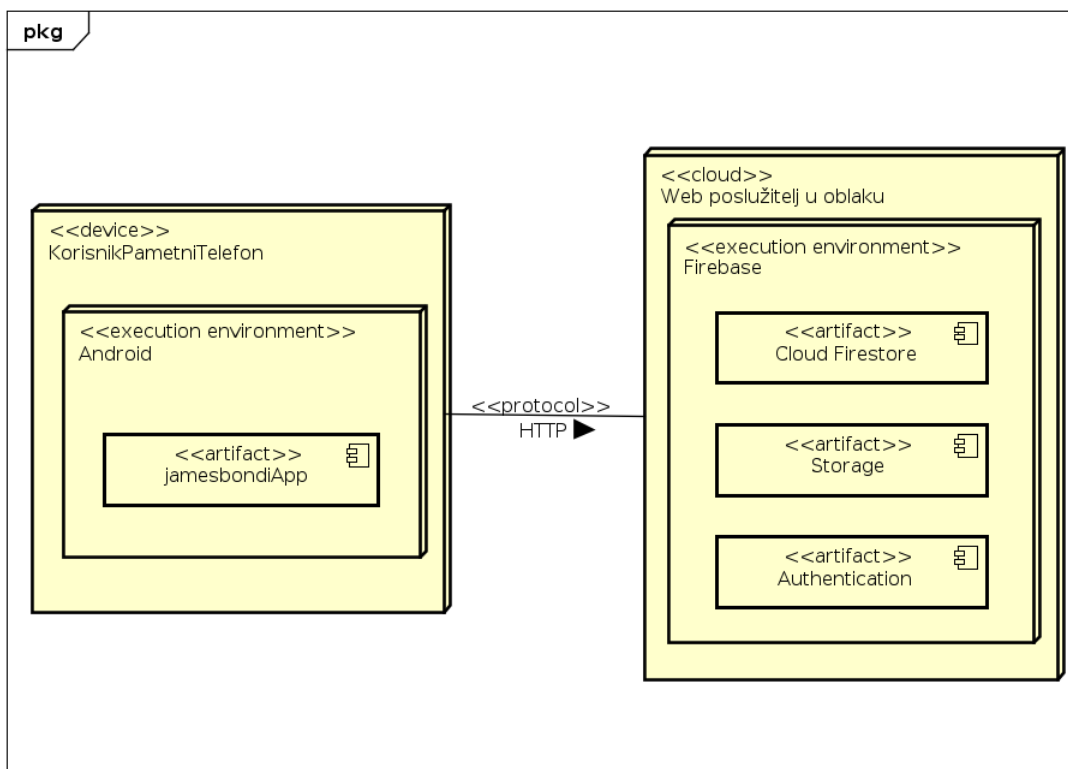 pkg
<<device>>
KorisnikPametniTelefon
<<execution environment>>
Android
<<artifact>>
jamesbondiApp
<<protocol>>
HTTP
<<cloud>>
Web poslužitelj u oblaku
<<execution environment>>
Firebase
<<artifact>>
Cloud Firestore
<<artifact>>
Storage
<<artifact>>
Authentication